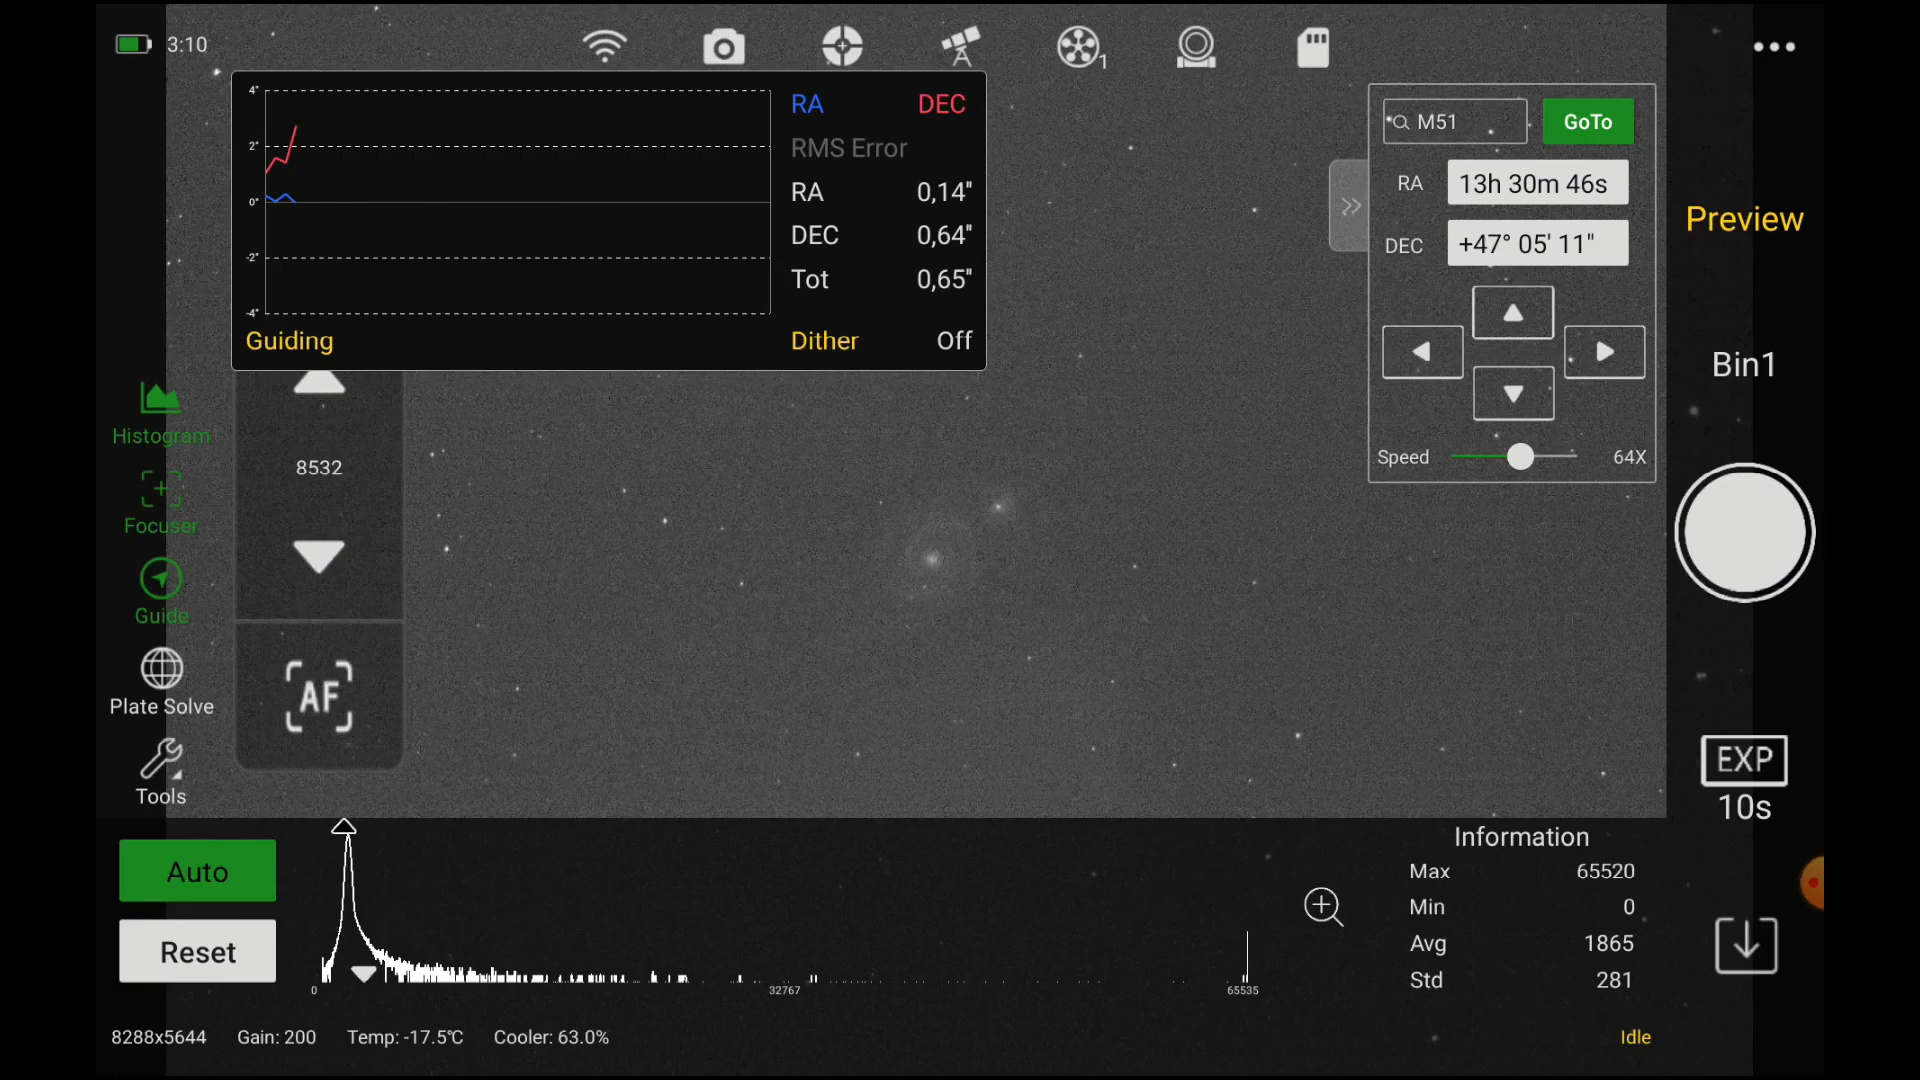 3:10
1
4"
2"
0"
-2"
-4"
RA DEC
RMS Error
RA 0,14"
DEC 0,64"
Tot 0,65"
Guiding Dither Off
M51 GoTo
RA 13h 30m 46s
DEC +47° 05' 11"
Speed 64X
Preview
Bin1
EXP
10s
Histogram
Focuser
Guide
Plate Solve
Tools
8532
AF
Auto
Reset
0 32767 65535
Information
Max 65520
Min 0
Avg 1865
Std 281
8288x5644 Gain: 200 Temp: -17.5℃ Cooler: 63.0% Idle